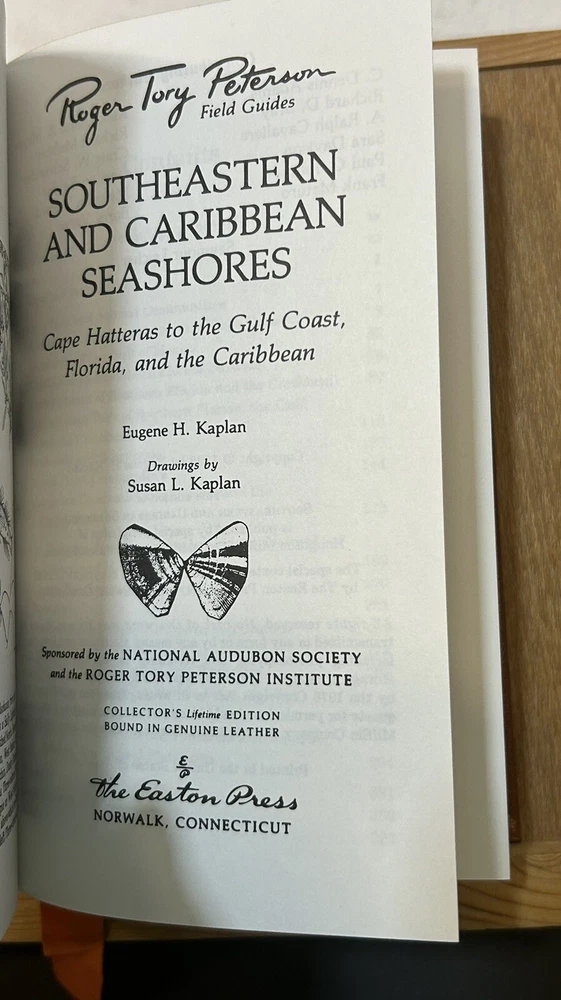 Roger Tory Peterson
Field Guides
SOUTHEASTERN
AND CARIBBEAN
SEASHORES
Cape Hatteras to the Gulf Coast,
Florida, and the Caribbean
Eugene H. Kaplan
Drawings by
Susan L. Kaplan
Sponsored by the NATIONAL AUDUBON SOCIETY
and the ROGER TORY PETERSON INSTITUTE
COLLECTOR'S Lifetime EDITION
BOUND IN GENUINE LEATHER
E
P
The Easton Press
NORWALK, CONNECTICUT